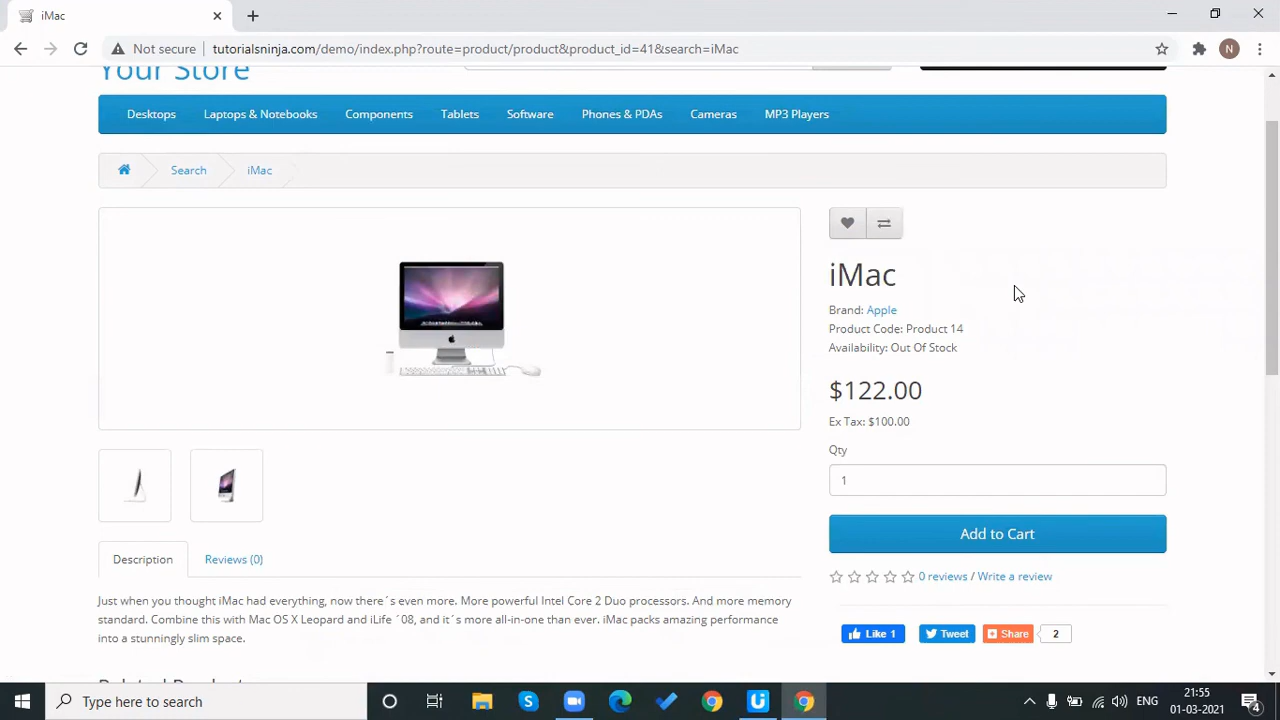 iMac
Not secure
tutorialsninja.com/demo/index.php?route=product/product&product_id=41&search=iMac
N
Your Store
Desktops
Laptops & Notebooks
Components
Tablets
Software
Phones & PDAs
Cameras
MP3 Players
Search
iMac
iMac
Brand: Apple
Product Code: Product 14
Availability: Out Of Stock
$122.00
Ex Tax: $100.00
Qty
1
Add to Cart
0 reviews / Write a review
Like 1
Tweet
Share
2
Description
Reviews (0)
Just when you thought iMac had everything, now there´s even more. More powerful Intel Core 2 Duo processors. And more memory
standard. Combine this with Mac OS X Leopard and iLife ´08, and it´s more all-in-one than ever. iMac packs amazing performance
into a stunningly slim space.
Type here to search
ENG
21:55
01-03-2021
4